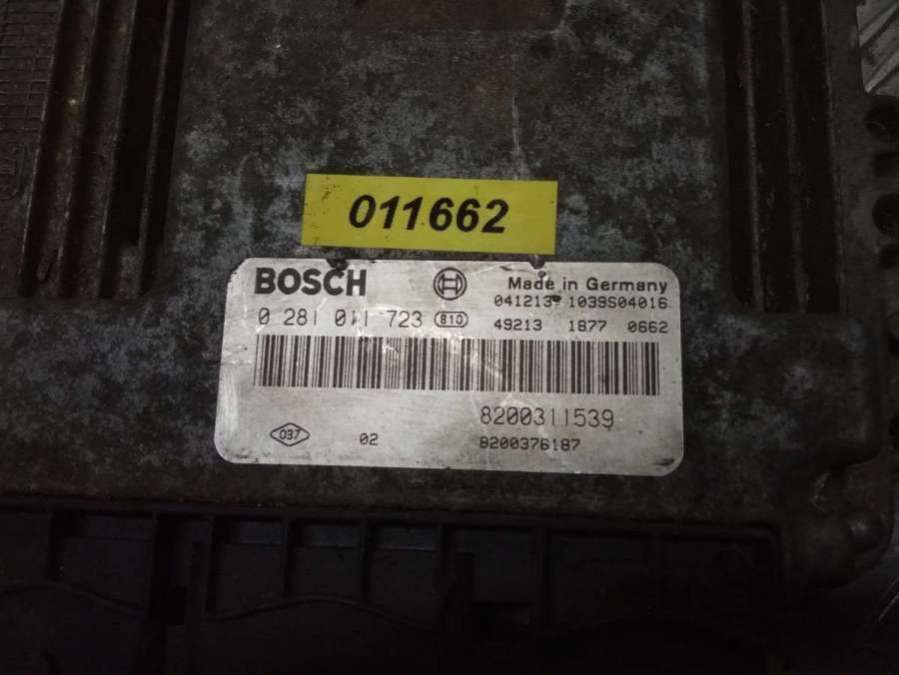 011662
BOSCH
Made in Germany
041213 1039S04016
0 281 011 723 810
49213 1877 0662
8200311539
037 02 8200376187